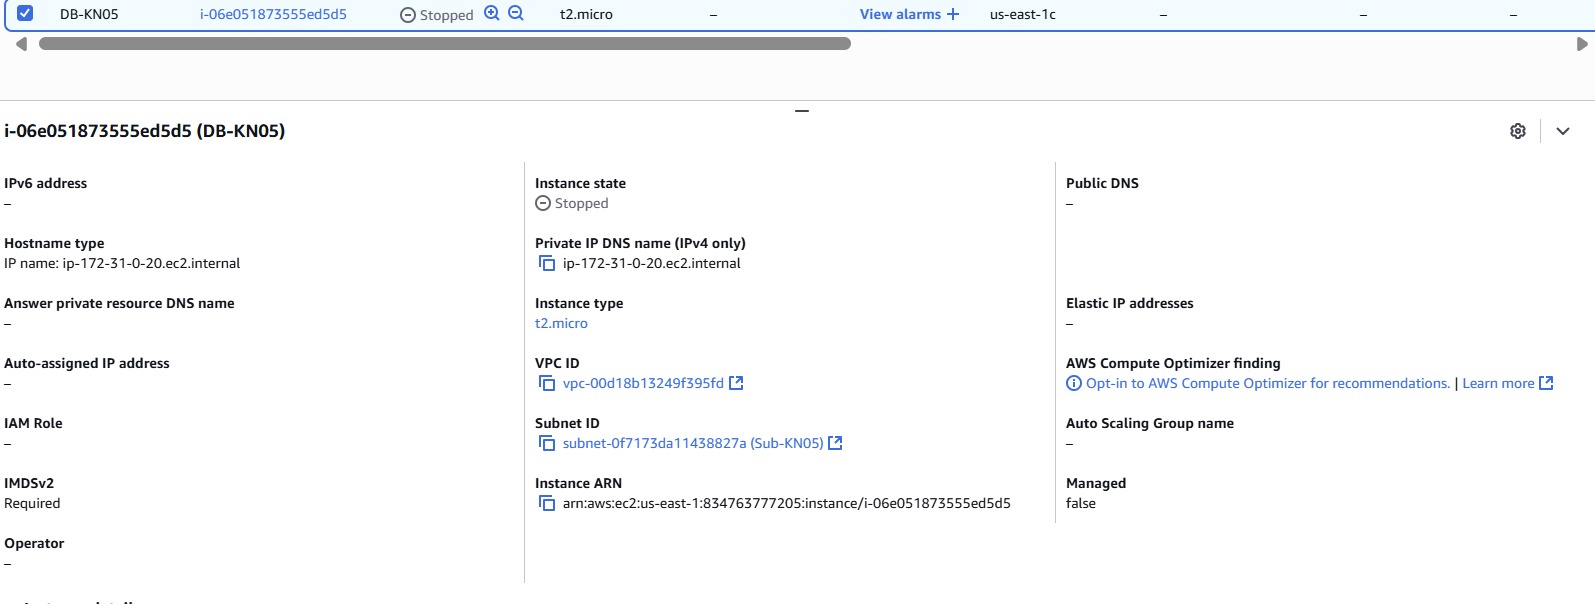 DB-KN05 i-06e051873555ed5d5 Stopped t2.micro – View alarms + us-east-1c – – –
i-06e051873555ed5d5 (DB-KN05)
IPv6 address
–
Hostname type
IP name: ip-172-31-0-20.ec2.internal
Answer private resource DNS name
–
Auto-assigned IP address
–
IAM Role
–
IMDSv2
Required
Operator
–
Instance state
Stopped
Private IP DNS name (IPv4 only)
ip-172-31-0-20.ec2.internal
Instance type
t2.micro
VPC ID
vpc-00d18b13249f395fd
Subnet ID
subnet-0f7173da11438827a (Sub-KN05)
Instance ARN
arn:aws:ec2:us-east-1:834763777205:instance/i-06e051873555ed5d5
Public DNS
–
Elastic IP addresses
–
AWS Compute Optimizer finding
Opt-in to AWS Compute Optimizer for recommendations. | Learn more
Auto Scaling Group name
–
Managed
false